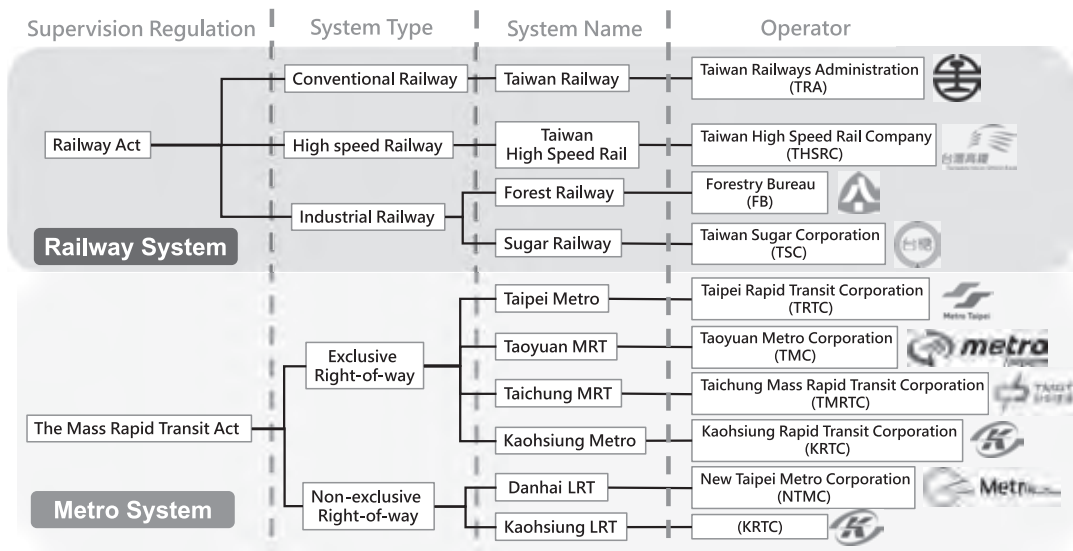 Supervision Regulation
System Type
System Name
Operator
Railway Act
Conventional Railway
Taiwan Railway
Taiwan Railways Administration
(TRA)
High speed Railway
Taiwan
High Speed Rail
Taiwan High Speed Rail Company
(THSRC)
台灣高鐵
Industrial Railway
Forest Railway
Forestry Bureau
(FB)
Sugar Railway
Taiwan Sugar Corporation
(TSC)
台糖
Railway System
The Mass Rapid Transit Act
Exclusive
Right-of-way
Taipei Metro
Taipei Rapid Transit Corporation
(TRTC)
Metro Taipei
Taoyuan MRT
Taoyuan Metro Corporation
(TMC)
metro
Taichung MRT
Taichung Mass Rapid Transit Corporation
(TMRTC)
Kaohsiung Metro
Kaohsiung Rapid Transit Corporation
(KRTC)
K
Non-exclusive
Right-of-way
Danhai LRT
New Taipei Metro Corporation
(NTMC)
Metro
Kaohsiung LRT
(KRTC)
K
Metro System